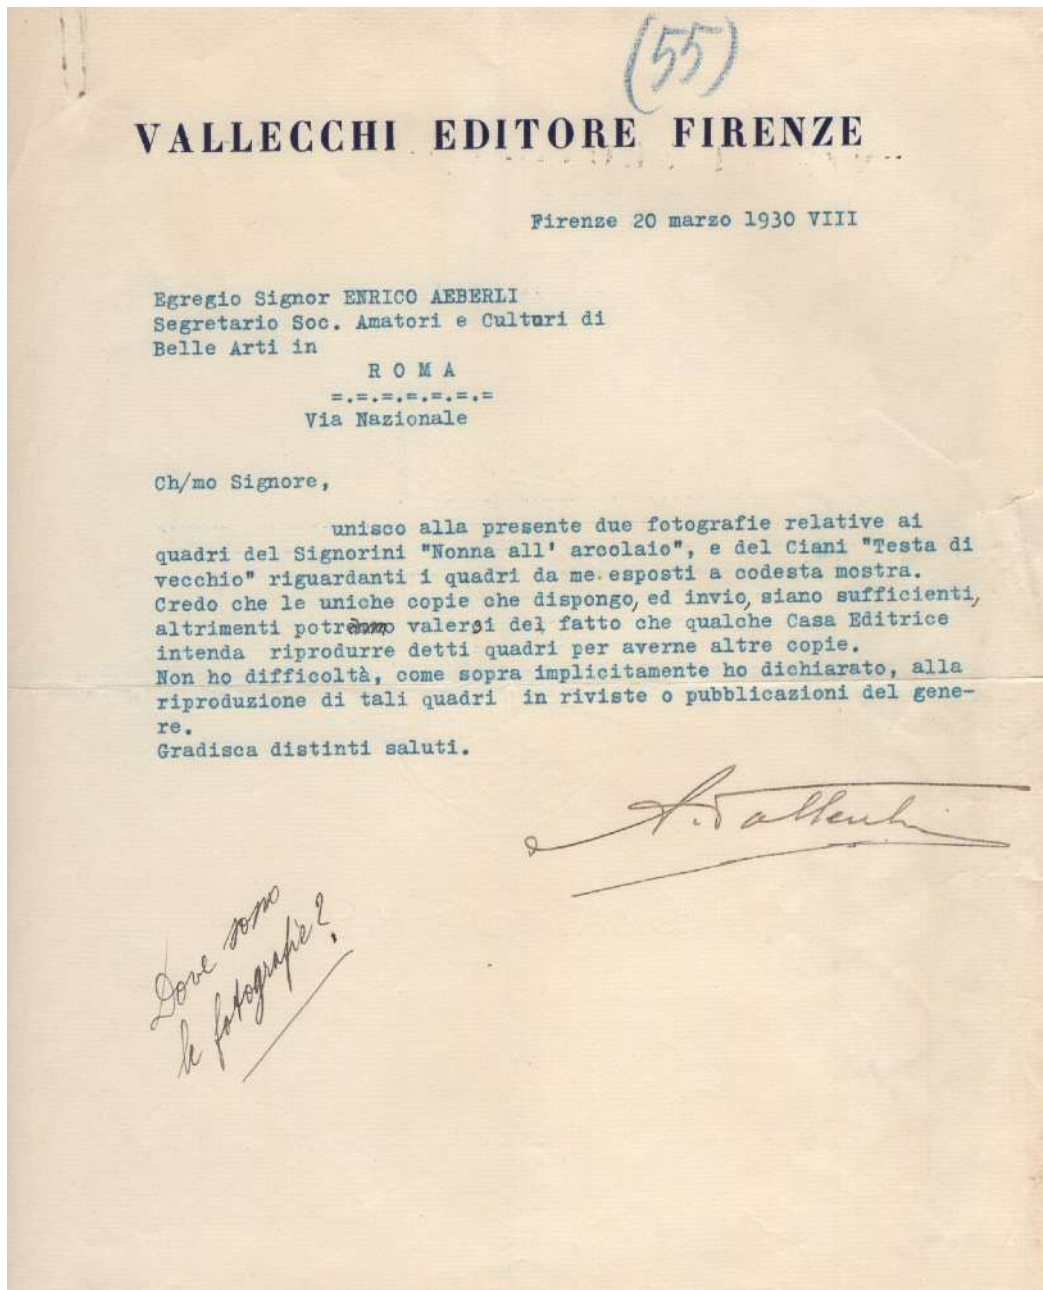 (55)
VALLECCHI EDITORE FIRENZE
Firenze 20 marzo 1930 VIII
Egregio Signor ENRICO AEBERLI
Segretario Soc. Amatori e Cultori di
Belle Arti in
R O M A
=.=.=.=.=.=.=
Via Nazionale
Ch/mo Signore,
unisco alla presente due fotografie relative ai
quadri del Signorini "Nonna all' arcolaio", e del Ciani "Testa di
vecchio" riguardanti i quadri da me esposti a codesta mostra.
Credo che le uniche copie che dispongo, ed invio, siano sufficienti,
altrimenti valersi del fatto che qualche Casa Editrice
intenda riprodurre detti quadri per averne altre copie.
Non ho difficoltà, come sopra implicitamente ho dichiarato, alla
riproduzione di tali quadri in riviste o pubblicazioni del gene-
re.
Gradisca distinti saluti.
A. Vallecchi
Dove sono
le fotografie?